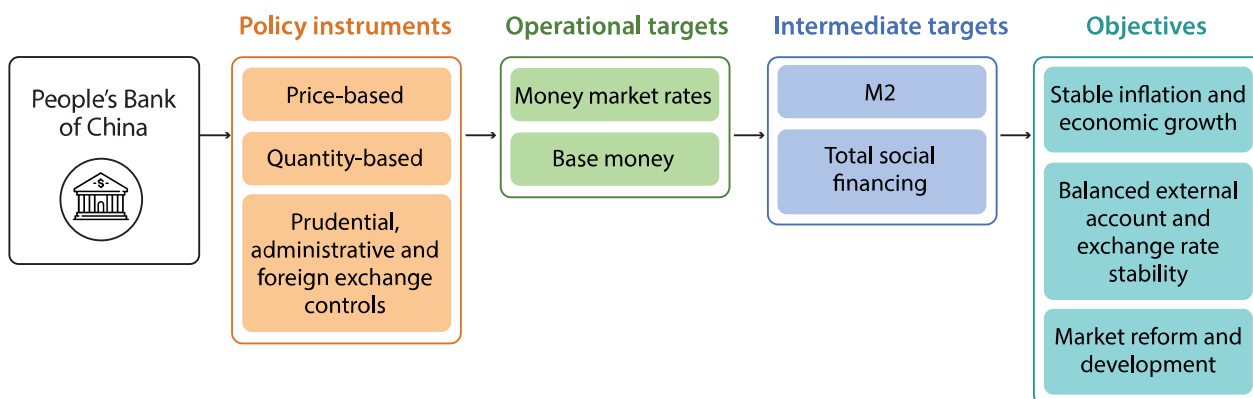 Policy instruments
Operational targets
Intermediate targets
Objectives
People's Bank
of China
-$-
Price-based
Quantity-based
Prudential,
administrative and
foreign exchange
controls
Money market rates
Base money
M2
Total social
financing
Stable inflation and
economic growth
Balanced external
account and
exchange rate
stability
Market reform and
development